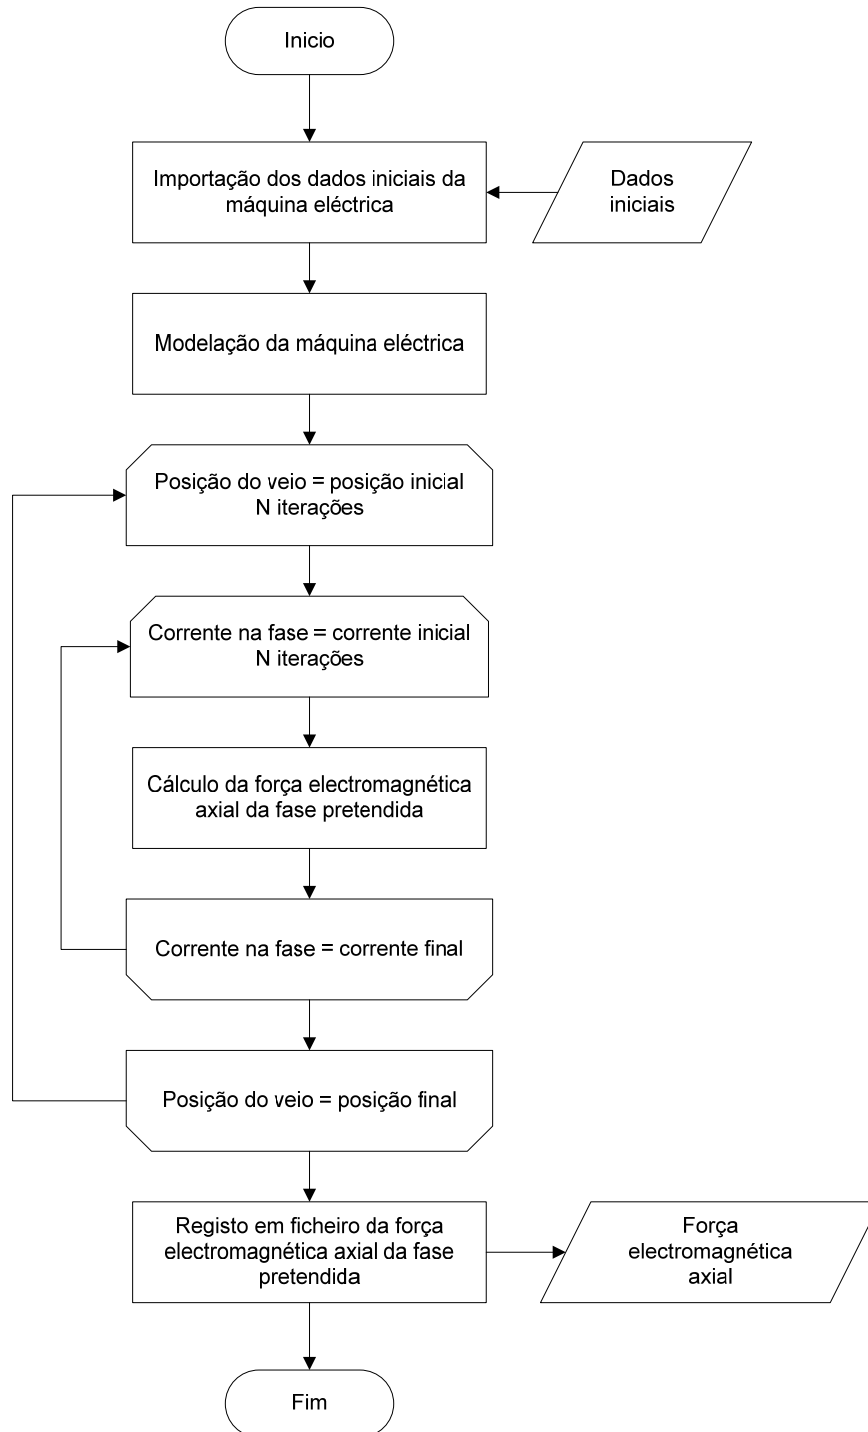 Inicio
Importação dos dados iniciais da
máquina eléctrica
Dados
iniciais
Modelação da máquina eléctrica
Posição do veio = posição inicial
N iterações
Corrente na fase = corrente inicial
N iterações
Cálculo da força electromagnética
axial da fase pretendida
Corrente na fase = corrente final
Posição do veio = posição final
Registo em ficheiro da força
electromagnética axial da fase
pretendida
Força
electromagnética
axial
Fim